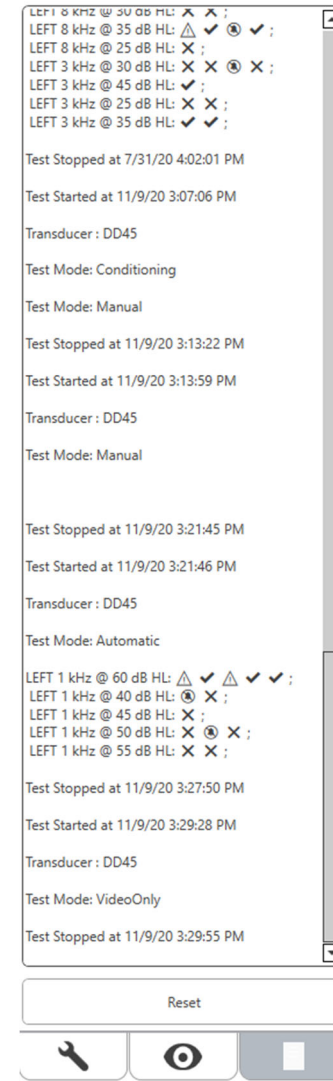 LEFT 8 kHz @ 30 dB HL: ✕ ✕ ;
LEFT 8 kHz @ 35 dB HL: ⚠ ✔ 🔕 ✔ ;
LEFT 8 kHz @ 25 dB HL: ✕ ;
LEFT 3 kHz @ 30 dB HL: ✕ ✕ 🔕 ✕ ;
LEFT 3 kHz @ 45 dB HL: ✔ ;
LEFT 3 kHz @ 25 dB HL: ✕ ✕ ;
LEFT 3 kHz @ 35 dB HL: ✔ ✔ ;
Test Stopped at 7/31/20 4:02:01 PM
Test Started at 11/9/20 3:07:06 PM
Transducer : DD45
Test Mode: Conditioning
Test Mode: Manual
Test Stopped at 11/9/20 3:13:22 PM
Test Started at 11/9/20 3:13:59 PM
Transducer : DD45
Test Mode: Manual
Test Stopped at 11/9/20 3:21:45 PM
Test Started at 11/9/20 3:21:46 PM
Transducer : DD45
Test Mode: Automatic
LEFT 1 kHz @ 60 dB HL: ⚠ ✔ ⚠ ✔ ✔ ;
LEFT 1 kHz @ 40 dB HL: 🔕 ✕ ;
LEFT 1 kHz @ 45 dB HL: ✕ ;
LEFT 1 kHz @ 50 dB HL: ✕ 🔕 ✕ ;
LEFT 1 kHz @ 55 dB HL: ✕ ✕ ;
Test Stopped at 11/9/20 3:27:50 PM
Test Started at 11/9/20 3:29:28 PM
Transducer : DD45
Test Mode: VideoOnly
Test Stopped at 11/9/20 3:29:55 PM
Reset